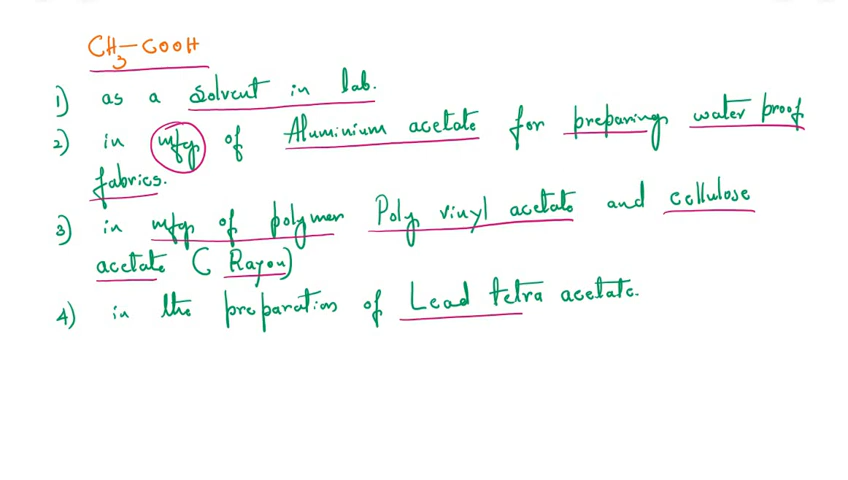 CH3-COOH
1) as a solvent in lab.
2) in mfg of Aluminium acetate for preparing water proof
fabrics.
3) in mfg of polymer Poly vinyl acetate and cellulose
acetate (Rayon)
4) in the preparation of Lead tetra acetate.